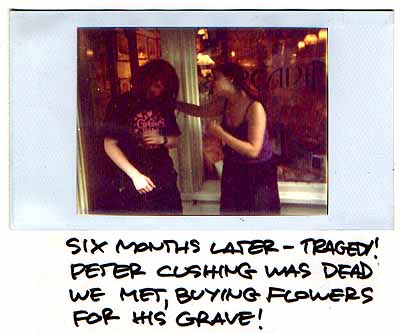 SIX MONTHS LATER - TRAGEDY!
PETER CUSHING WAS DEAD
WE MET, BUYING FLOWERS
FOR HIS GRAVE!